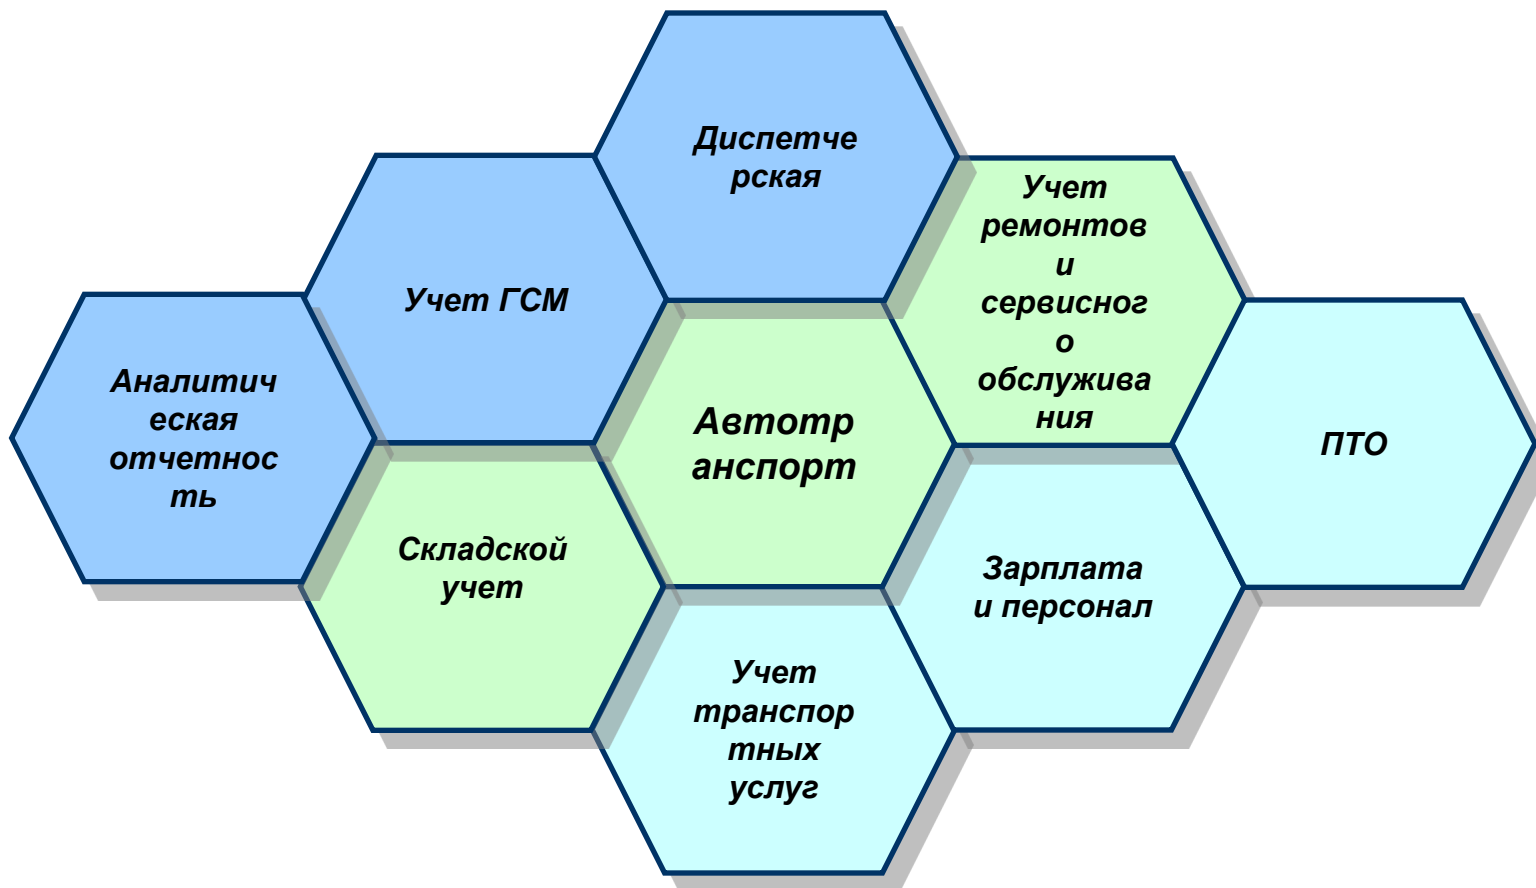 Диспетче
рская
Учет
ремонтов
и
сервисног
о
обслужива
ния
Учет ГСМ
Аналитич
еская
отчетнос
ть
Автотр
анспорт
ПТО
Складской
учет
Зарплата
и персонал
Учет
транспор
тных
услуг